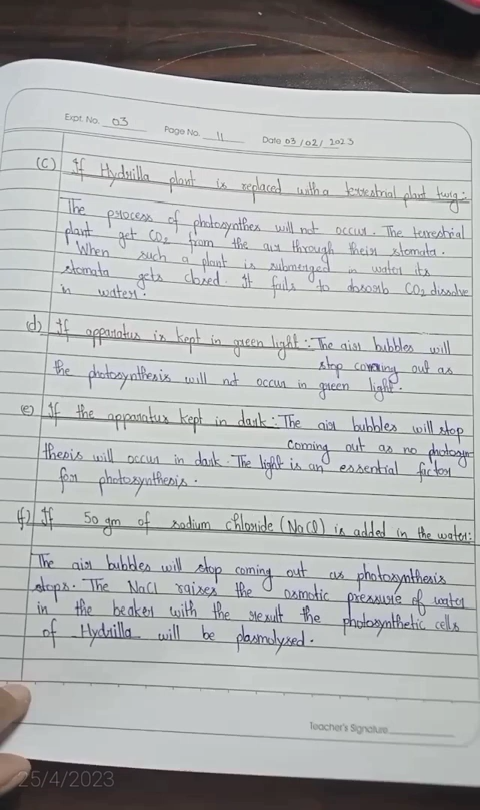 Expt. No. 03
Page No. 11
Date 03/02/2023
(c) If Hydrilla plant is replaced with a terrestrial plant twig:
The process of photosynthes will not occur. The terrestrial
plant get CO2 from the air through their stomata.
When such a plant is submerged in water its
stomata gets closed. It fails to absorb CO2 dissolve
in water.
d) If apparatus is kept in green light: The air bubbles will
stop coming out as
the photosynthesis will not occur in green light.
e) If the apparatus kept in dark: The air bubbles will stop
coming out as no photosyn
thesis will occur in dark. The light is an essential fictor
for photosynthesis.
f) If 50 gm of sodium chloride (NaCl) is added in the water:
The air bubbles will stop coming out as photosynthesis
stops. The NaCl raises the osmotic pressure of water
in the beaker with the result the photosynthetic cells
of Hydrilla will be plasmolysed.
Teacher's Signature
25/4/2023